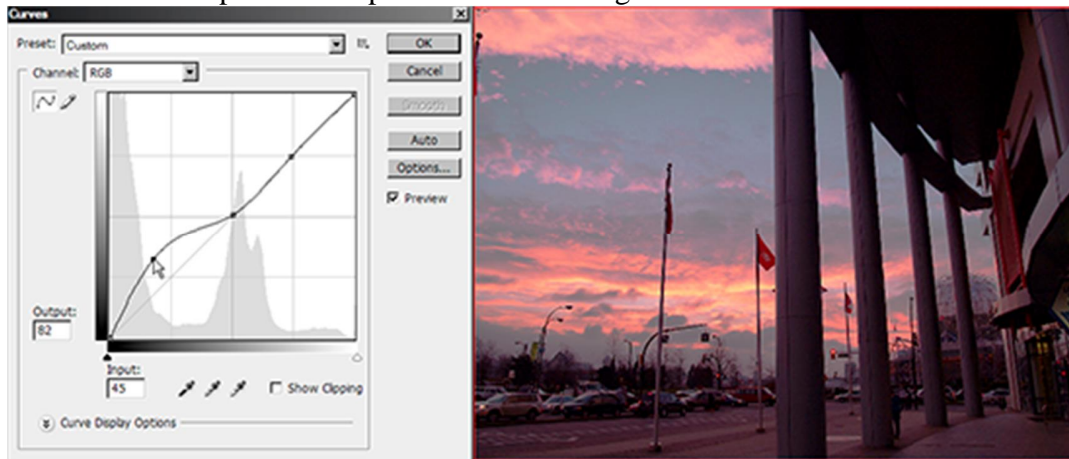 Curves
Preset: Custom
OK
Channel: RGB
Cancel
Smooth
Auto
Options...
Preview
Output:
82
Input:
45
Show Clipping
Curve Display Options